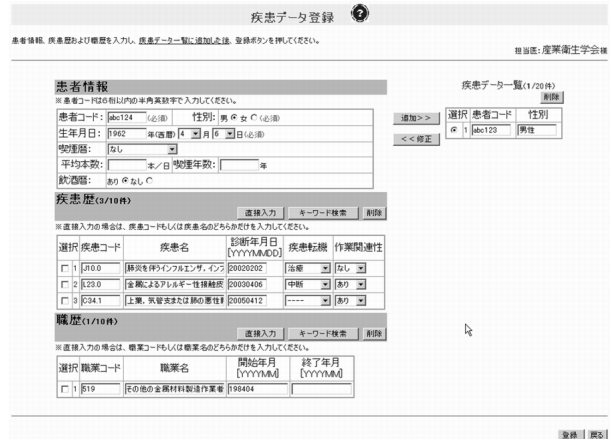 疾患データ登録 ?
患者情報、疾患歴および職歴を入力し、疾患データ一覧に追加した後、登録ボタンを押してください。
担当医:産業衛生学会様
患者情報
※患者コードは6桁以内の半角英数字で入力してください。
患者コード: abc124 (必須) 性別: 男 女 (必須)
生年月日: 1962 年(西暦) 4 月 6 日(必須)
喫煙暦: なし
平均本数: 本/日 喫煙年数: 年
飲酒暦: あり なし
疾患データ一覧(1/20件)
削除
追加>>
<<修正
選択 患者コード 性別
1 abc123 男性
疾患歴(3/10件)
直接入力 キーワード検索 削除
※直接入力の場合は、疾患コードもしくは疾患名のどちらかだけを入力してください。
選択 疾患コード 疾患名 診断年月日 [YYYYMMDD] 疾患転機 作業関連性
1 J10.0 肺炎を伴うインフルエンザ，インフ 20020202 治癒 なし
2 L23.0 金属によるアレルギー性接触皮 20030406 中断 あり
3 C34.1 上葉，気管支または肺の悪性 20050412 ---- あり
職歴(1/10件)
直接入力 キーワード検索 削除
※直接入力の場合は、職業コードもしくは職業名のどちらかだけを入力してください。
選択 職業コード 職業名 開始年月 [YYYYMM] 終了年月 [YYYYMM]
1 519 その他の金属材料製造作業者 198404
登録 戻る